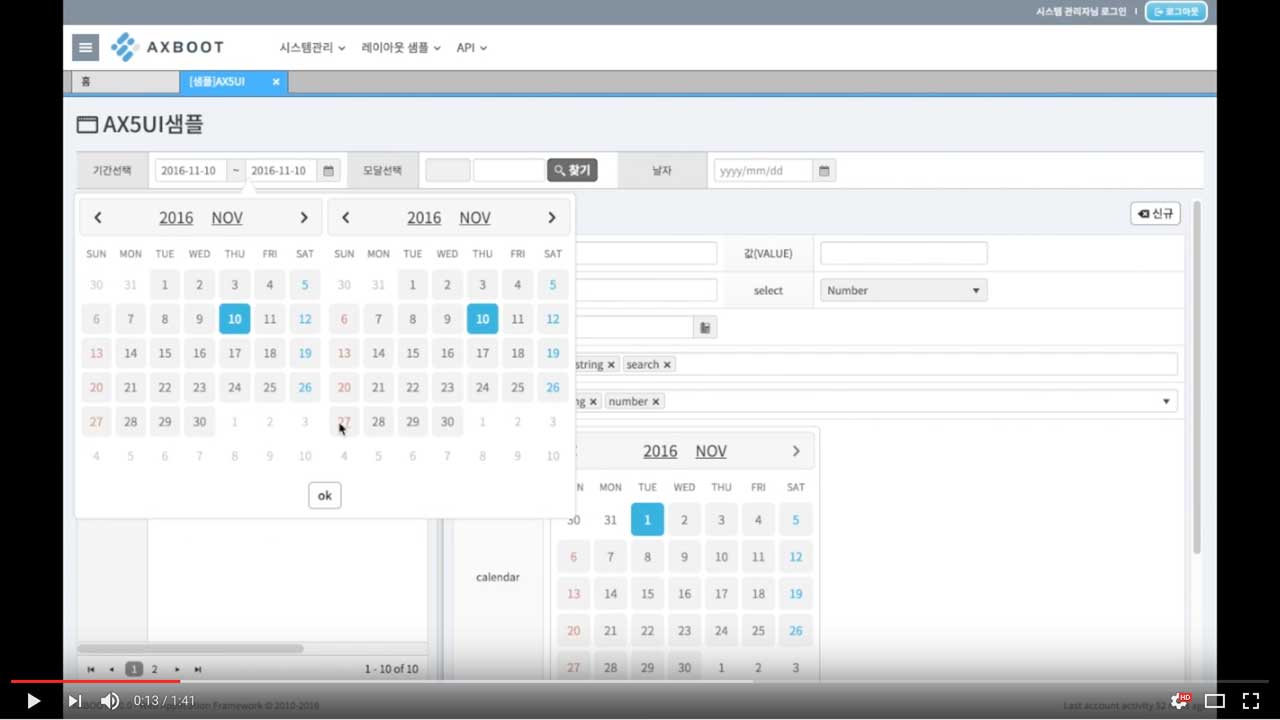 시스템 관리자님 로그인 | 로그아웃
AXBOOT 시스템관리 레이아웃 샘플 API
홈 [샘플]AX5UI ×
AX5UI샘플
기간선택 2016-11-10 ~ 2016-11-10 모달선택 찾기 날자 yyyy/mm/dd
신규
2016 NOV 2016 NOV
SUN MON TUE WED THU FRI SAT SUN MON TUE WED THU FRI SAT
30 31 1 2 3 4 5 30 31 1 2 3 4 5
6 7 8 9 10 11 12 6 7 8 9 10 11 12
13 14 15 16 17 18 19 13 14 15 16 17 18 19
20 21 22 23 24 25 26 20 21 22 23 24 25 26
27 28 29 30 1 2 3 27 28 29 30 1 2 3
4 5 6 7 8 9 10 4 5 6 7 8 9 10
ok
값(VALUE)
select Number
string × search ×
number ×
calendar
2016 NOV
MON TUE WED THU FRI SAT
30 31 1 2 3 4 5
6 7 8 9 10 11 12
13 14 15 16 17 18 19
20 21 22 23 24 25 26
27 28 29 30 1 2 3
1 2 1 - 10 of 10
0:13 / 1:41 HD
Application Framework © 2010-2016
Last account activity